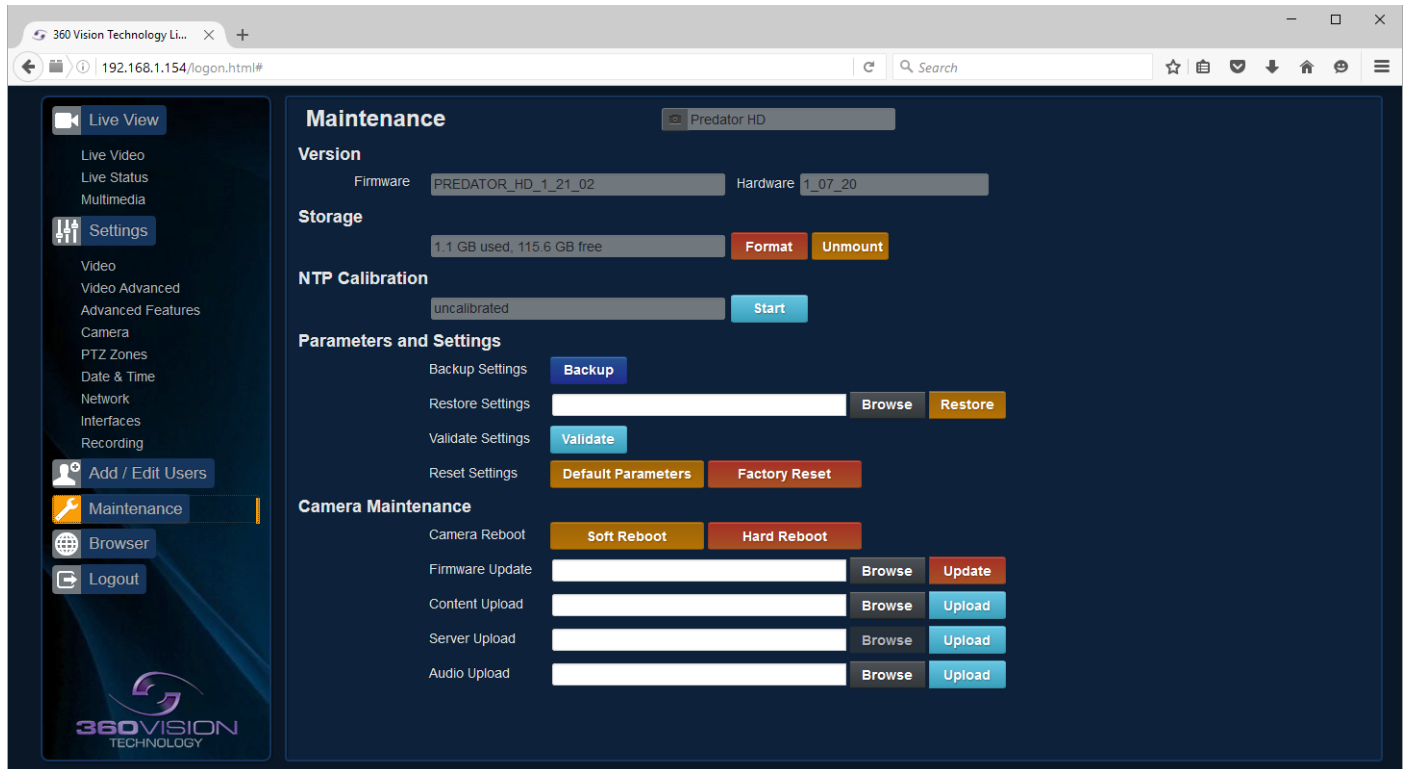 360 Vision Technology Li...
192.168.1.154/logon.html#
Search
Live View
Live Video
Live Status
Multimedia
Settings
Video
Video Advanced
Advanced Features
Camera
PTZ Zones
Date & Time
Network
Interfaces
Recording
Add / Edit Users
Maintenance
Browser
Logout
360VISION
TECHNOLOGY
Maintenance Predator HD
Version
Firmware PREDATOR_HD_1_21_02 Hardware 1_07_20
Storage
1.1 GB used, 115.6 GB free Format Unmount
NTP Calibration
uncalibrated Start
Parameters and Settings
Backup Settings Backup
Restore Settings Browse Restore
Validate Settings Validate
Reset Settings Default Parameters Factory Reset
Camera Maintenance
Camera Reboot Soft Reboot Hard Reboot
Firmware Update Browse Update
Content Upload Browse Upload
Server Upload Browse Upload
Audio Upload Browse Upload